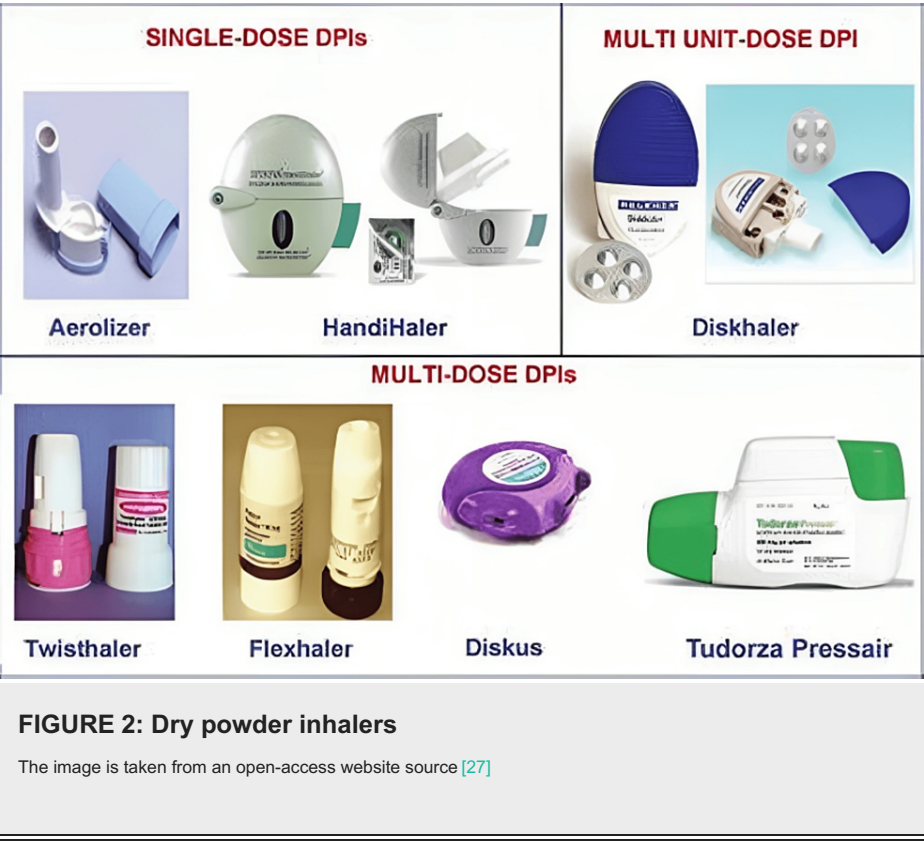 SINGLE-DOSE DPIs
MULTI UNIT-DOSE DPI
Aerolizer
HandiHaler
Diskhaler
MULTI-DOSE DPIs
Twisthaler
Flexhaler
Diskus
Tudorza Pressair
FIGURE 2: Dry powder inhalers
The image is taken from an open-access website source [27]